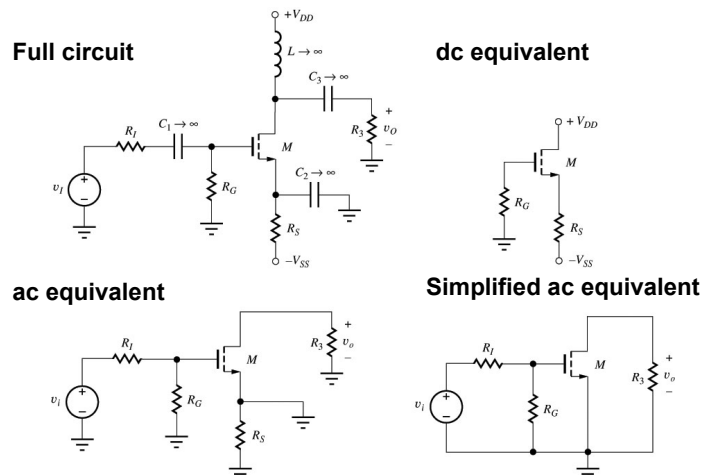 Full circuit
+V_DD
L → ∞
C_3 → ∞
R_I
C_1 → ∞
M
R_3
+
v_O
−
v_I
+
−
R_G
C_2 → ∞
R_S
−V_SS
dc equivalent
+ V_DD
M
R_G
R_S
−V_SS
ac equivalent
R_I
M
R_3
+
v_o
−
v_i
+
−
R_G
R_S
Simplified ac equivalent
R_I
M
R_3
+
v_o
−
v_i
+
−
R_G